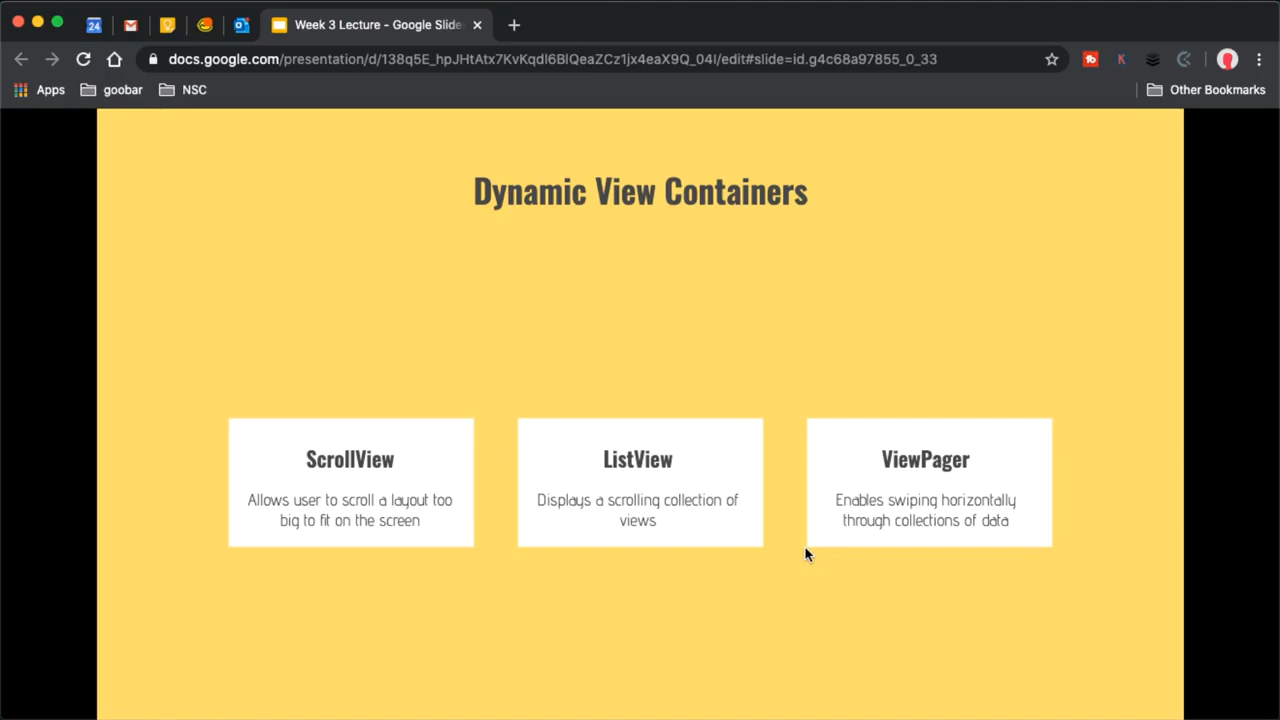 24
Week 3 Lecture - Google Slide
docs.google.com/presentation/d/138q5E_hpJHtAtx7KvKqdl6BlQeaZCz1jx4eaX9Q_04I/edit#slide=id.g4c68a97855_0_33
K
Apps
goobar
NSC
Other Bookmarks
Dynamic View Containers
ScrollView
Allows user to scroll a layout too
big to fit on the screen
ListView
Displays a scrolling collection of
views
ViewPager
Enables swiping horizontally
through collections of data